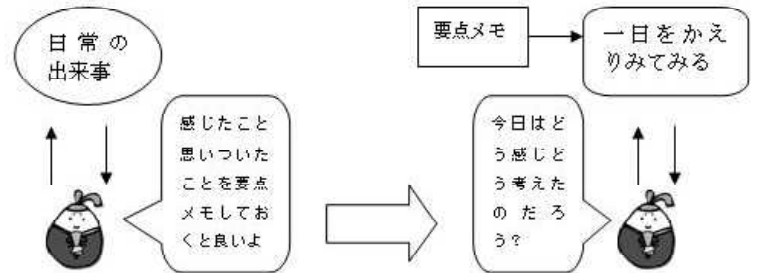 日常の
出来事
感じたこと
思いついた
ことを要点
メモしてお
くと良いよ
要点メモ
一日をかえ
りみてみる
今日はど
う感じど
う考えた
のだろ
う?